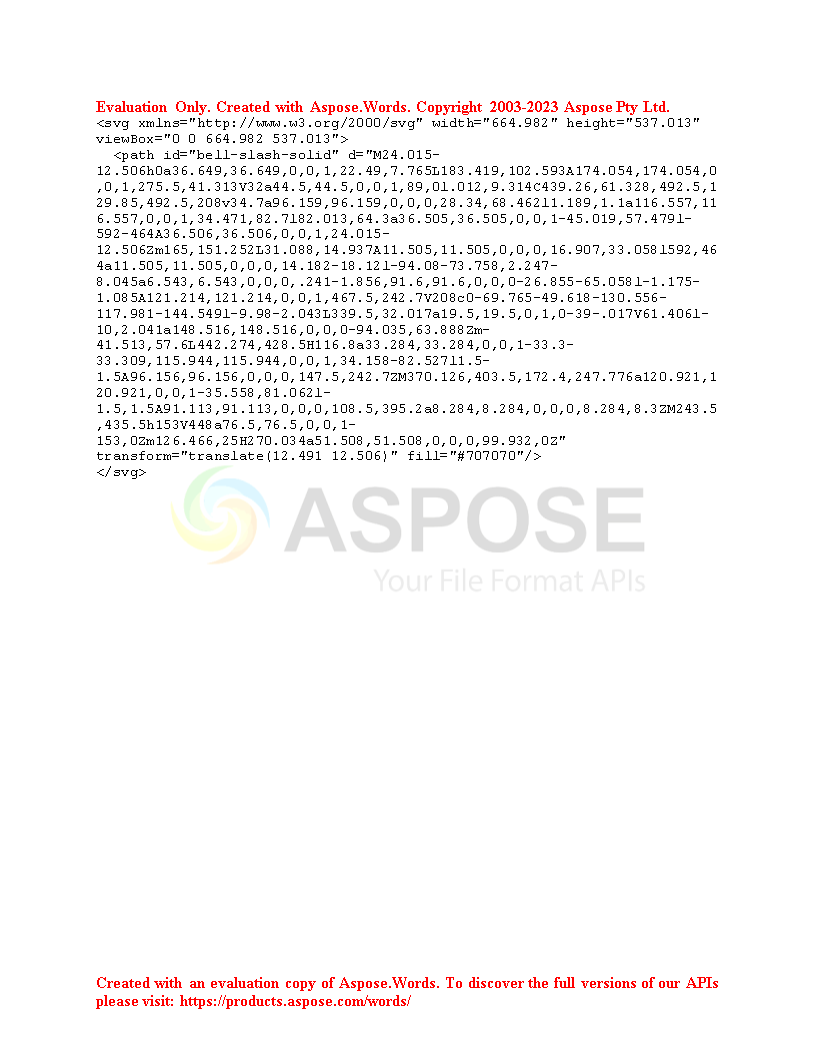 Evaluation Only. Created with Aspose.Words. Copyright 2003-2023 Aspose Pty Ltd.
<svg xmlns="http://www.w3.org/2000/svg" width="664.982" height="537.013"
viewBox="0 0 664.982 537.013">
  <path id="bell-slash-solid" d="M24.015-
12.506h0a36.649,36.649,0,0,1,22.49,7.765L183.419,102.593A174.054,174.054,0
,0,1,275.5,41.313V32a44.5,44.5,0,0,1,89,0l.012,9.314C439.26,61.328,492.5,1
29.85,492.5,208v34.7a96.159,96.159,0,0,0,28.34,68.462l1.189,1.1a116.557,11
6.557,0,0,1,34.471,82.7l82.013,64.3a36.505,36.505,0,0,1-45.019,57.479l-
592-464A36.506,36.506,0,0,1,24.015-
12.506Zm165,151.252L31.088,14.937A11.505,11.505,0,0,0,16.907,33.058l592,46
4a11.505,11.505,0,0,0,14.182-18.12l-94.08-73.758,2.247-
8.045a6.543,6.543,0,0,0,.241-1.856,91.6,91.6,0,0,0-26.855-65.058l-1.175-
1.085A121.214,121.214,0,0,1,467.5,242.7V208c0-69.765-49.618-130.556-
117.981-144.549l-9.98-2.043L339.5,32.017a19.5,19.5,0,1,0-39-.017V61.406l-
10,2.041a148.516,148.516,0,0,0-94.035,63.888Zm-
41.513,57.6L442.274,428.5H116.8a33.284,33.284,0,0,1-33.3-
33.309,115.944,115.944,0,0,1,34.158-82.527l1.5-
1.5A96.156,96.156,0,0,0,147.5,242.7ZM370.126,403.5,172.4,247.776a120.921,1
20.921,0,0,1-35.558,81.062l-
1.5,1.5A91.113,91.113,0,0,0,108.5,395.2a8.284,8.284,0,0,0,8.284,8.3ZM243.5
,435.5h153V448a76.5,76.5,0,0,1-
153,0Zm126.466,25H270.034a51.508,51.508,0,0,0,99.932,0Z"
transform="translate(12.491 12.506)" fill="#707070"/>
</svg>
ASPOSE
Your File Format APIs
Created with an evaluation copy of Aspose.Words. To discover the full versions of our APIs
please visit: https://products.aspose.com/words/